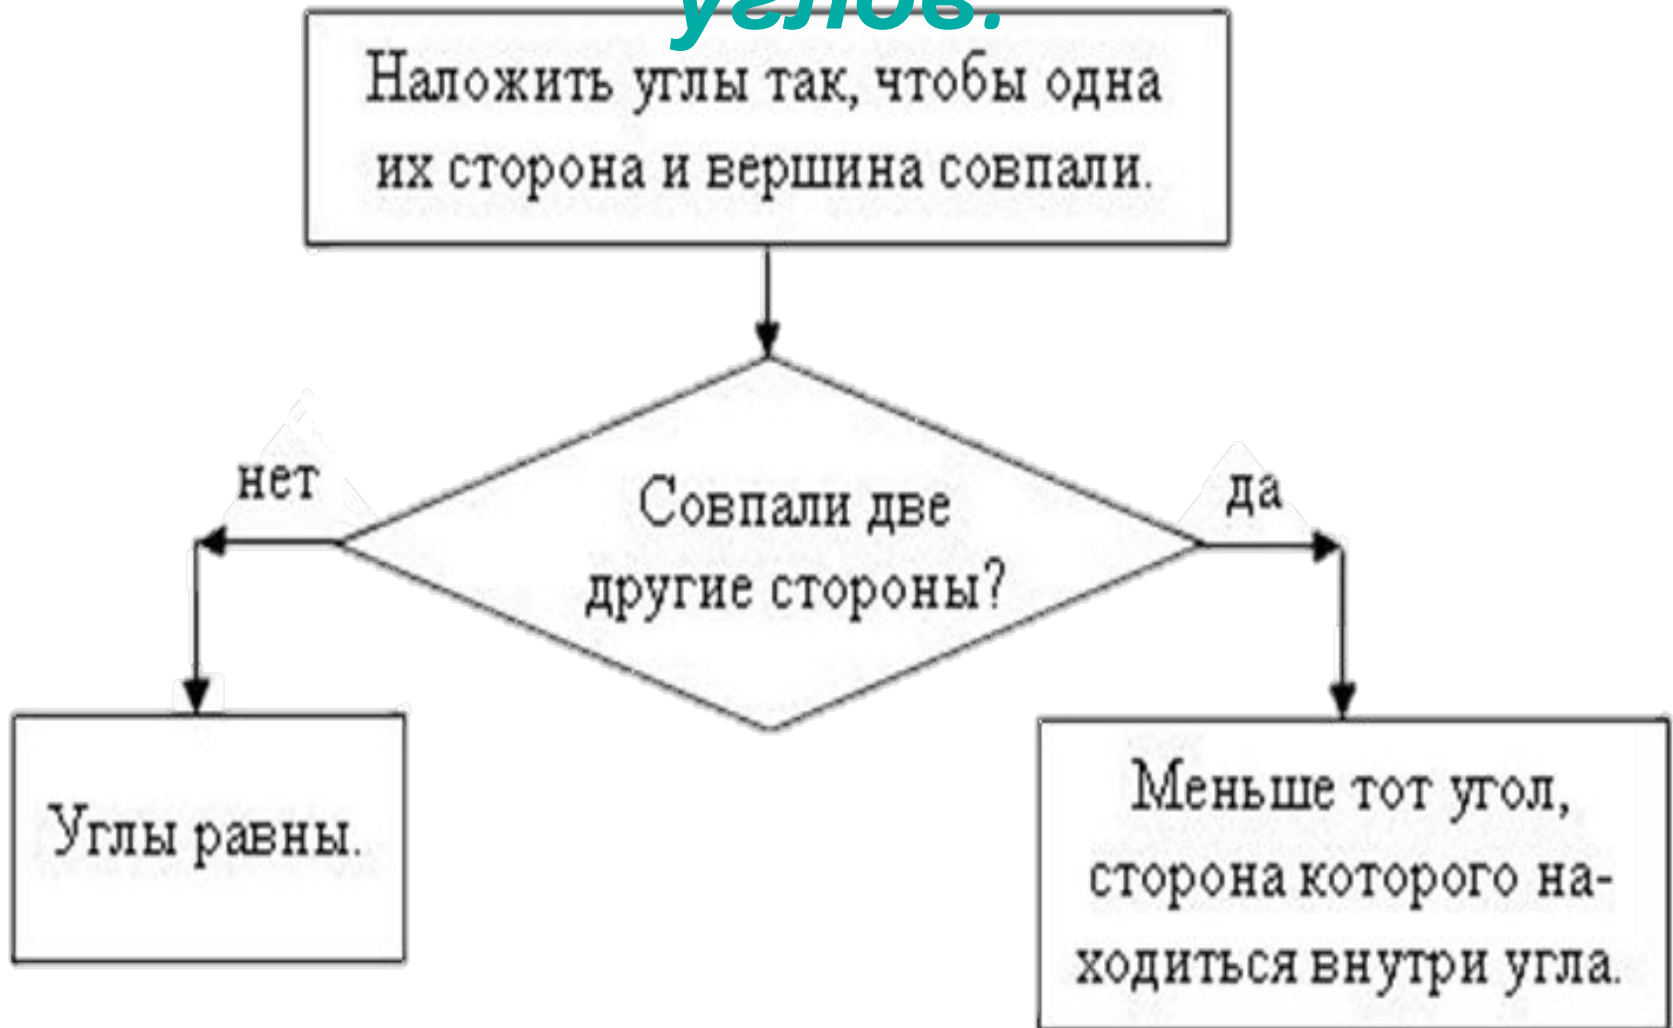 углов.
Наложить углы так, чтобы одна
их сторона и вершина совпали.
нет
да
Совпали две
другие стороны?
Углы равны.
Меньше тот угол,
сторона которого на-
ходиться внутри угла.